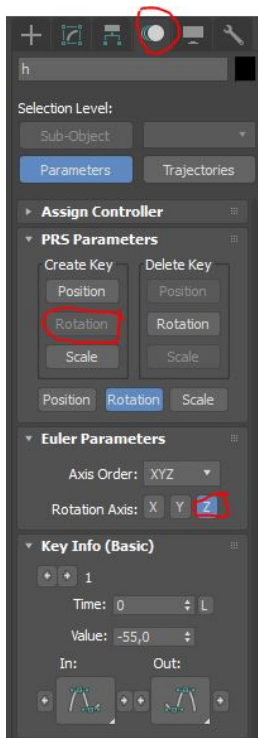 h
Selection Level:
Sub-Object
Parameters Trajectories
Assign Controller
PRS Parameters
Create Key Delete Key
Position Position
Rotation Rotation
Scale Scale
Position Rotation Scale
Euler Parameters
Axis Order: XYZ
Rotation Axis: X Y Z
Key Info (Basic)
1
Time: 0 L
Value: -55,0
In: Out: